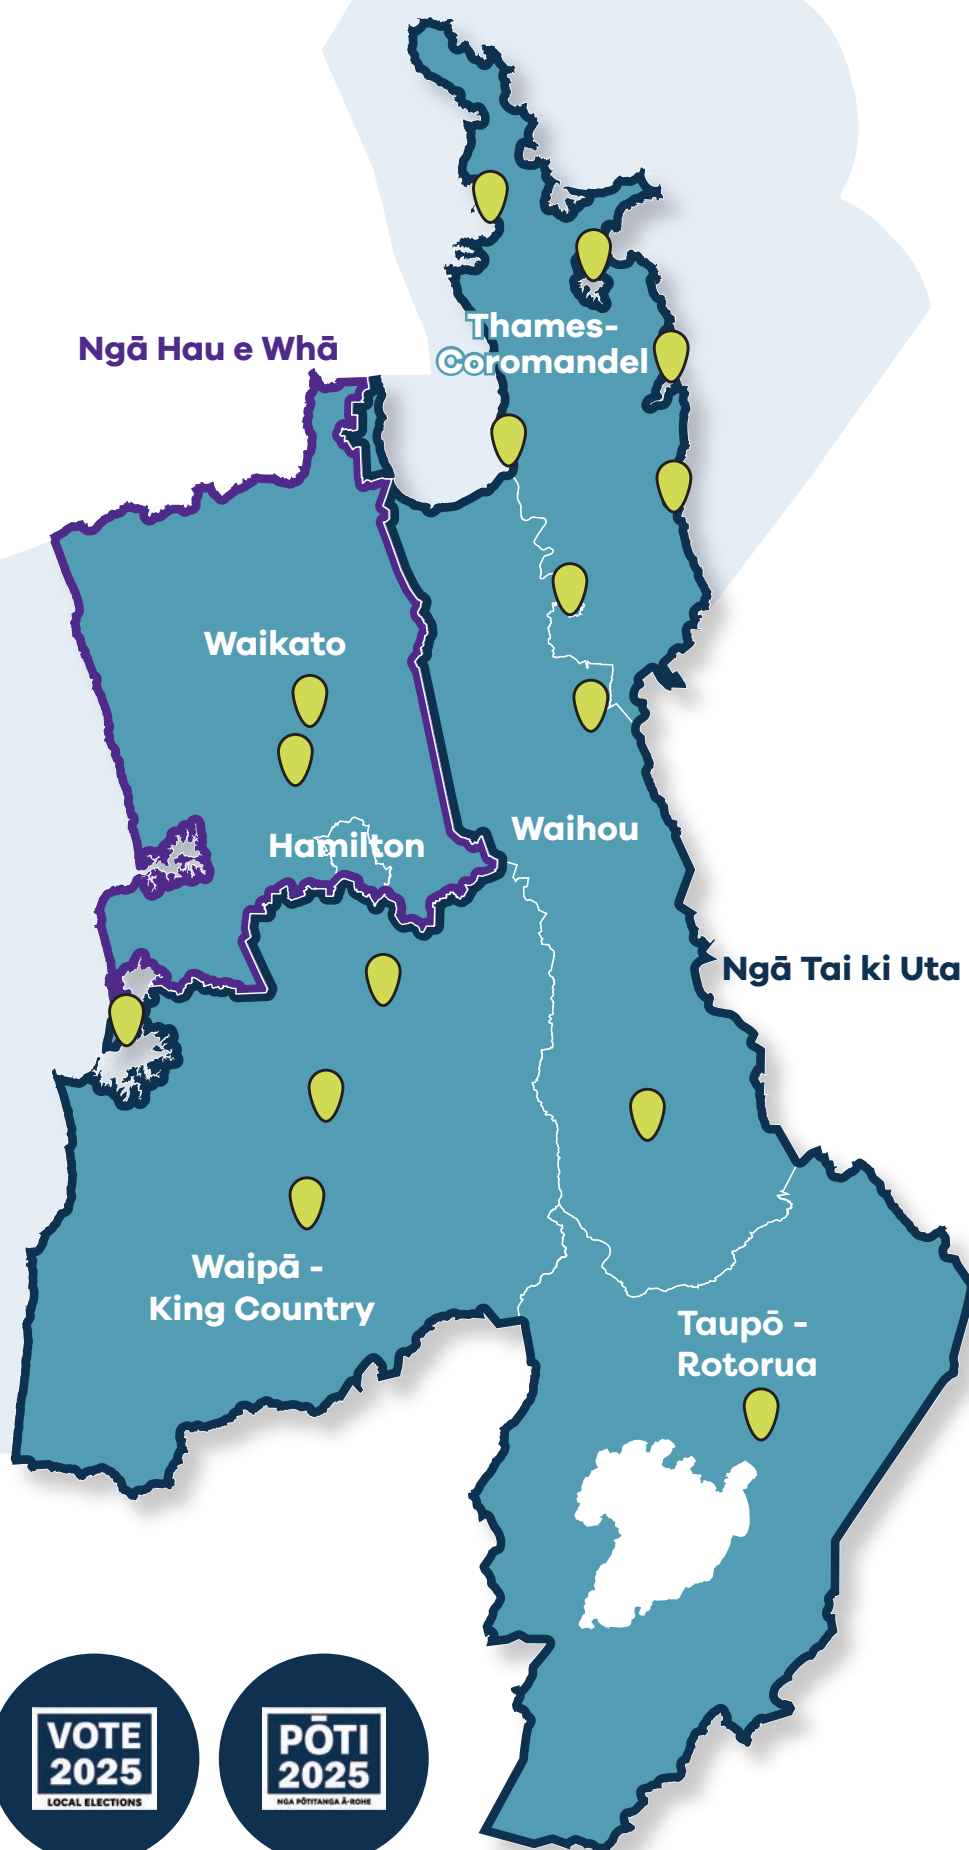 Thames-
Coromandel
Ngā Hau e Whā
Waikato
Hamilton
Waihou
Ngā Tai ki Uta
Waipā -
King Country
Taupō -
Rotorua
VOTE
2025
LOCAL ELECTIONS
PŌTI
2025
NGA PŌTITANGA Ā-ROHE